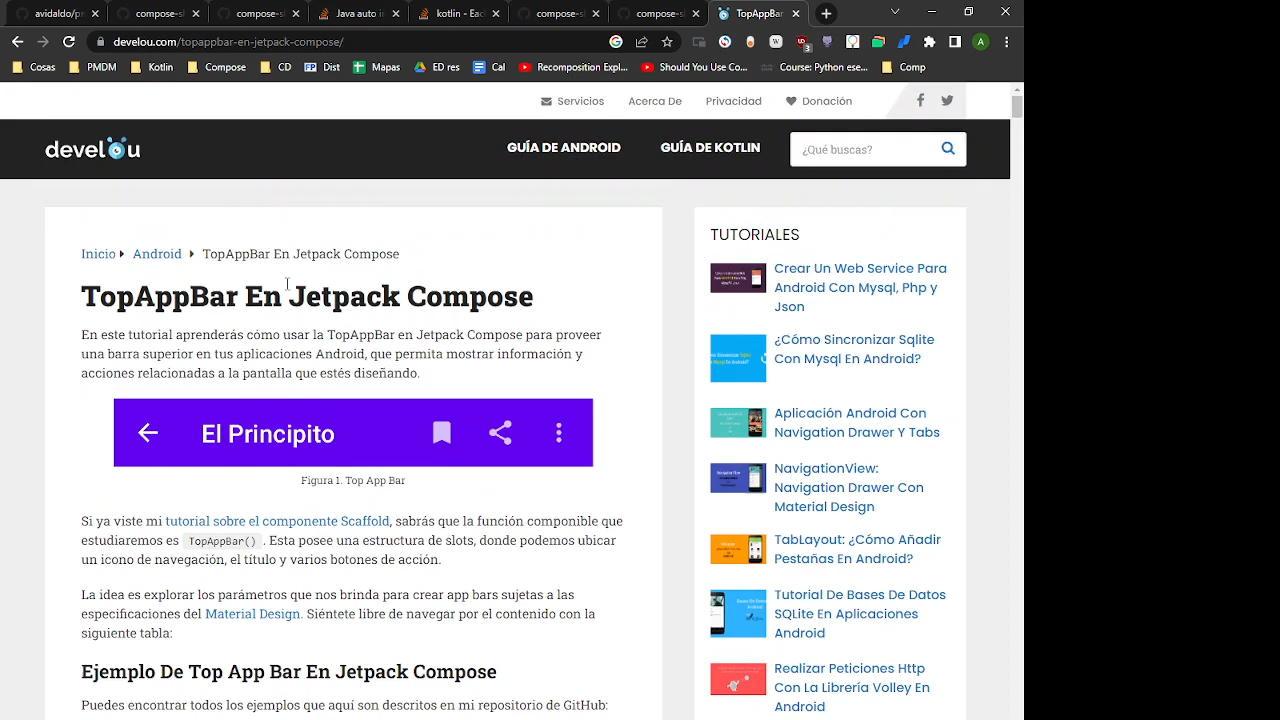 avidaldo/p
compose-sl
compose-sl
Java auto i
kotlin - Eac
compose-sl
compose-sl
TopAppBar
develou.com/topappbar-en-jetpack-compose/
Cosas
PMDM
Kotlin
Compose
CD
Dist
Mapas
ED res
Cal
Recomposition Expl...
Should You Use Co...
Course: Python ese...
Comp
Servicios
Acerca De
Privacidad
Donación
develou
GUÍA DE ANDROID
GUÍA DE KOTLIN
¿Qué buscas?
Inicio
Android
TopAppBar En Jetpack Compose
TopAppBar En Jetpack Compose
En este tutorial aprenderás cómo usar la TopAppBar en Jetpack Compose para proveer
una barra superior en tus aplicaciones Android, que permita mostrar información y
acciones relacionadas a la pantalla que estés diseñando.
El Principito
Figura 1. Top App Bar
Si ya viste mi tutorial sobre el componente Scaffold, sabrás que la función componible que
estudiaremos es TopAppBar(). Esta posee una estructura de slots, donde podemos ubicar
un icono de navegación, el título y varios botones de acción.
La idea es explorar los parámetros que nos brinda para crear app bars sujetas a las
especificaciones del Material Design. Siéntete libre de navegar por el contenido con la
siguiente tabla:
Ejemplo De Top App Bar En Jetpack Compose
Puedes encontrar todos los ejemplos que aquí son descritos en mi repositorio de GitHub:
TUTORIALES
Crear Un Web Service Para
Android Con Mysql, Php y
Json
¿Cómo Sincronizar Sqlite
Con Mysql En Android?
Aplicación Android Con
Navigation Drawer Y Tabs
NavigationView:
Navigation Drawer Con
Material Design
TabLayout: ¿Cómo Añadir
Pestañas En Android?
Tutorial De Bases De Datos
SQLite En Aplicaciones
Android
Realizar Peticiones Http
Con La Librería Volley En
Android